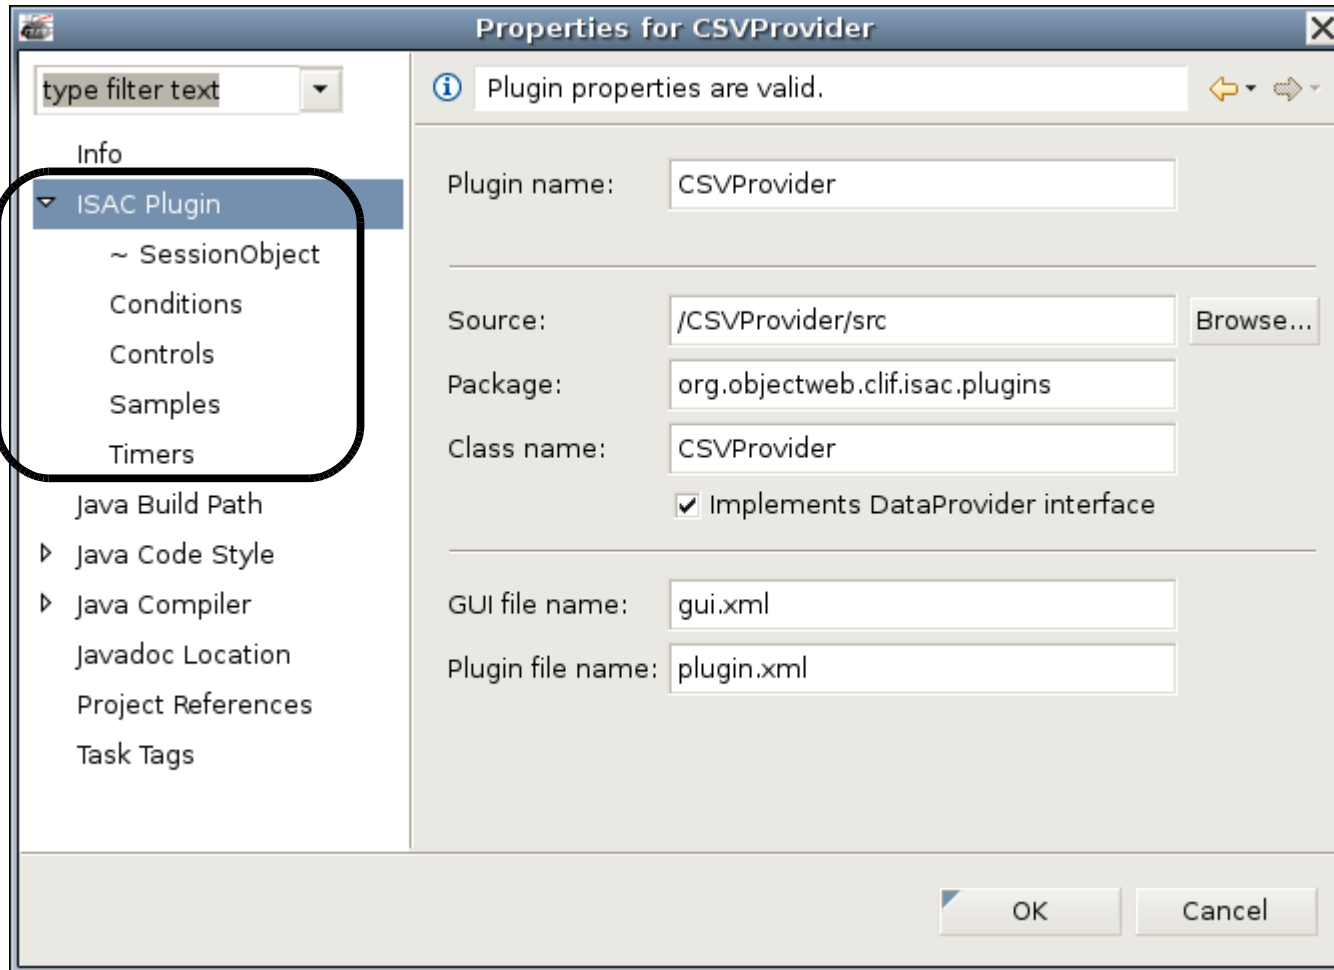 Properties for CSVProvider
type filter text
Info
ISAC Plugin
~ SessionObject
Conditions
Controls
Samples
Timers
Java Build Path
Java Code Style
Java Compiler
Javadoc Location
Project References
Task Tags
Plugin properties are valid.
Plugin name: CSVProvider
Source: /CSVProvider/src Browse...
Package: org.objectweb.clif.isac.plugins
Class name: CSVProvider
Implements DataProvider interface
GUI file name: gui.xml
Plugin file name: plugin.xml
OK Cancel